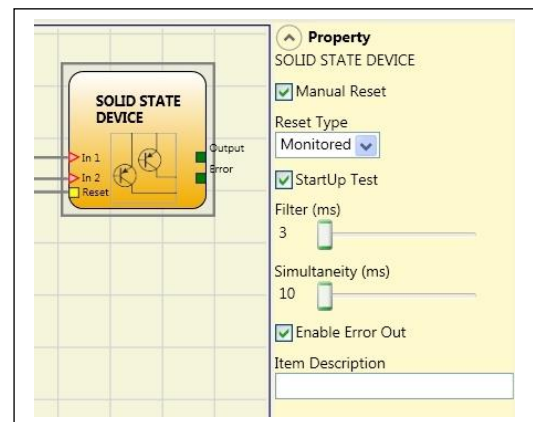 SOLID STATE
DEVICE
In 1
In 2
Reset
Output
Error
Property
SOLID STATE DEVICE
Manual Reset
Reset Type
Monitored
StartUp Test
Filter (ms)
3
Simultaneity (ms)
10
Enable Error Out
Item Description